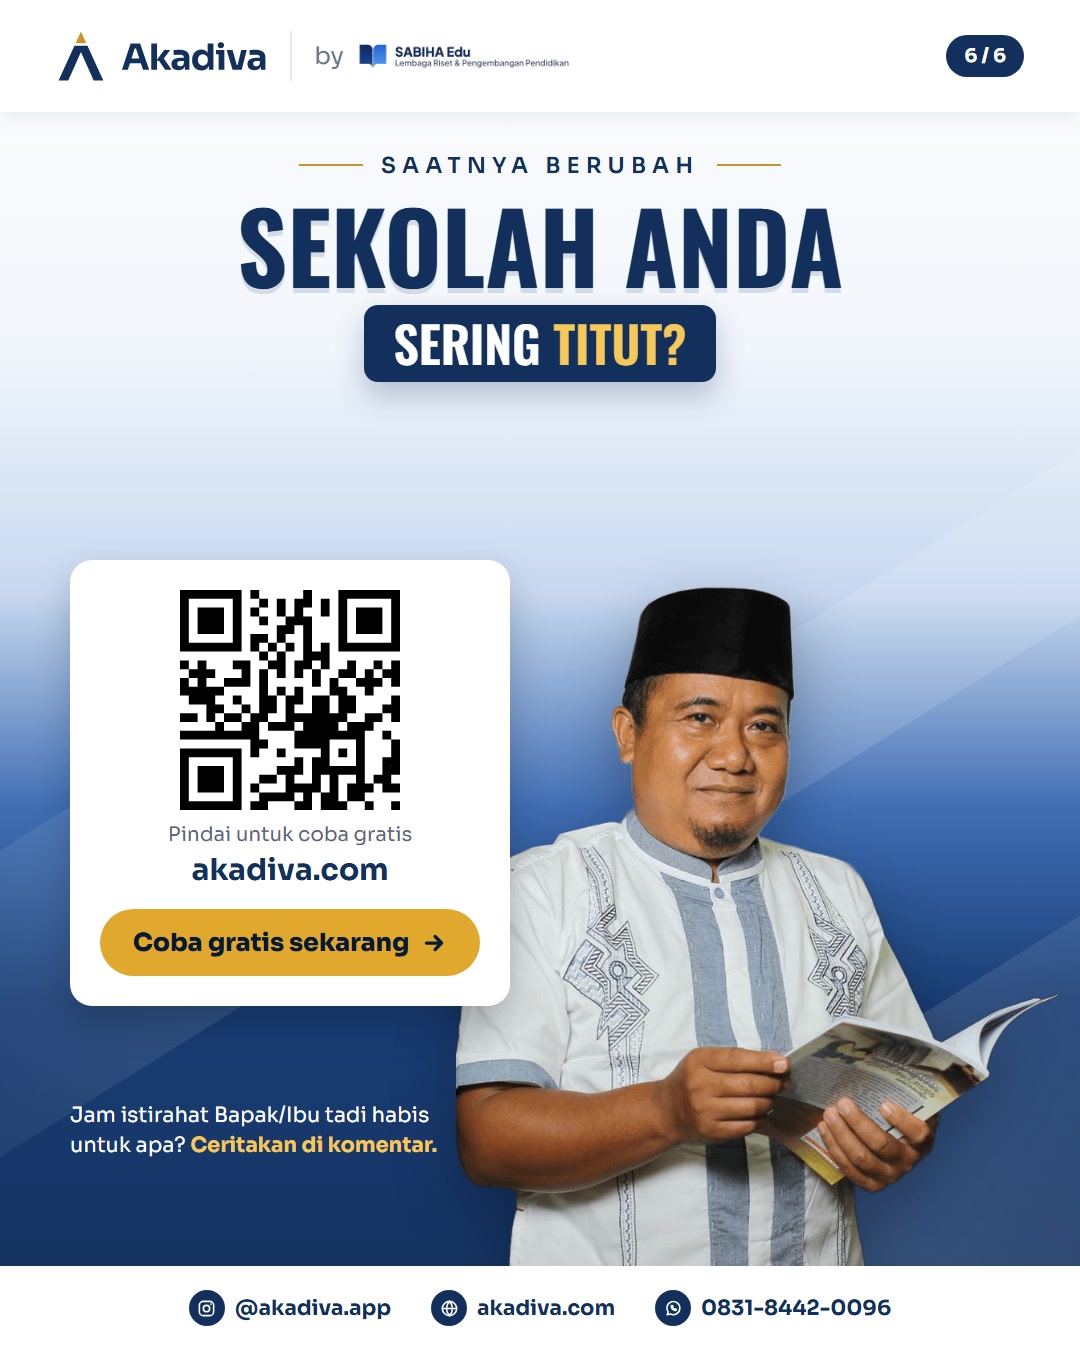 Akadiva
by
SABIHA Edu
Lembaga Riset & Pengembangan Pendidikan
6/6
SAATNYA BERUBAH
SEKOLAH ANDA
SERING TITUT?
Pindai untuk coba gratis
akadiva.com
Coba gratis sekarang →
Jam istirahat Bapak/Ibu tadi habis
untuk apa? Ceritakan di komentar.
@akadiva.app
akadiva.com
0831-8442-0096